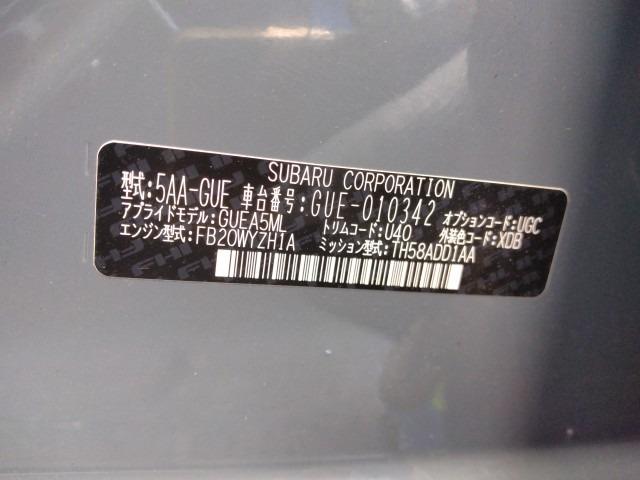 SUBARU CORPORATION
型式:5AA-GUE 車台番号:GUE-010342 オプションコード:UGC
アプライドモデル:GUEA5ML トリムコード:U40 外装色コード:XDB
エンジン型式:FB20WYZH1A ミッション型式:TH58ADD1AA